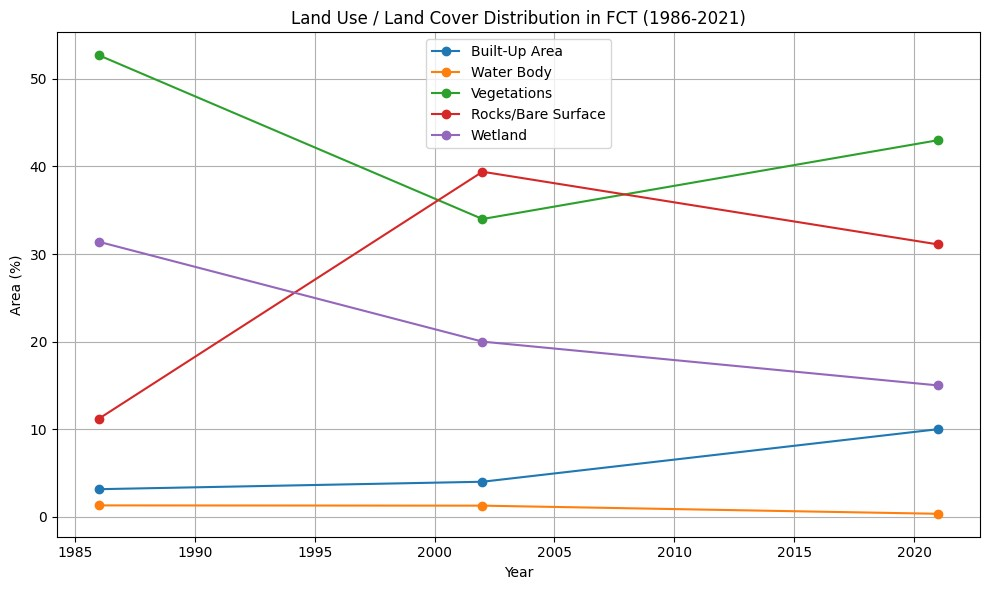 Land Use / Land Cover Distribution in FCT (1986-2021)
Built-Up Area
Water Body
Vegetations
Rocks/Bare Surface
Wetland
Area (%)
50
40
30
20
10
0
1985 1990 1995 2000 2005 2010 2015 2020
Year